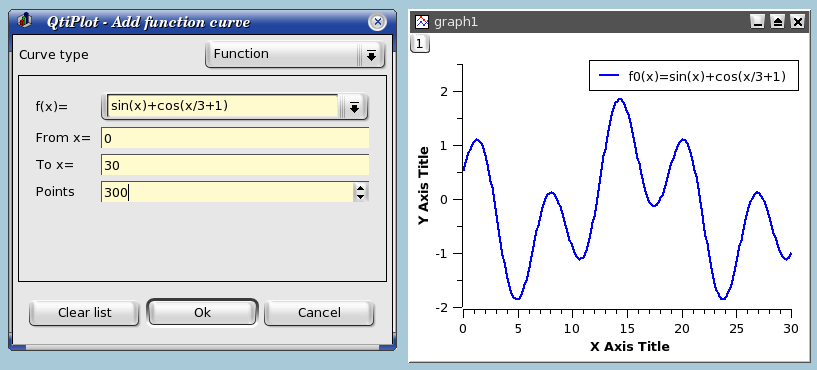 QtiPlot - Add function curve
Curve type
Function
f(x)=
sin(x)+cos(x/3+1)
From x=
0
To x=
30
Points
300
Clear list
Ok
Cancel
graph1
1
f0(x)=sin(x)+cos(x/3+1)
2
1
0
-1
-2
Y Axis Title
0
5
10
15
20
25
30
X Axis Title